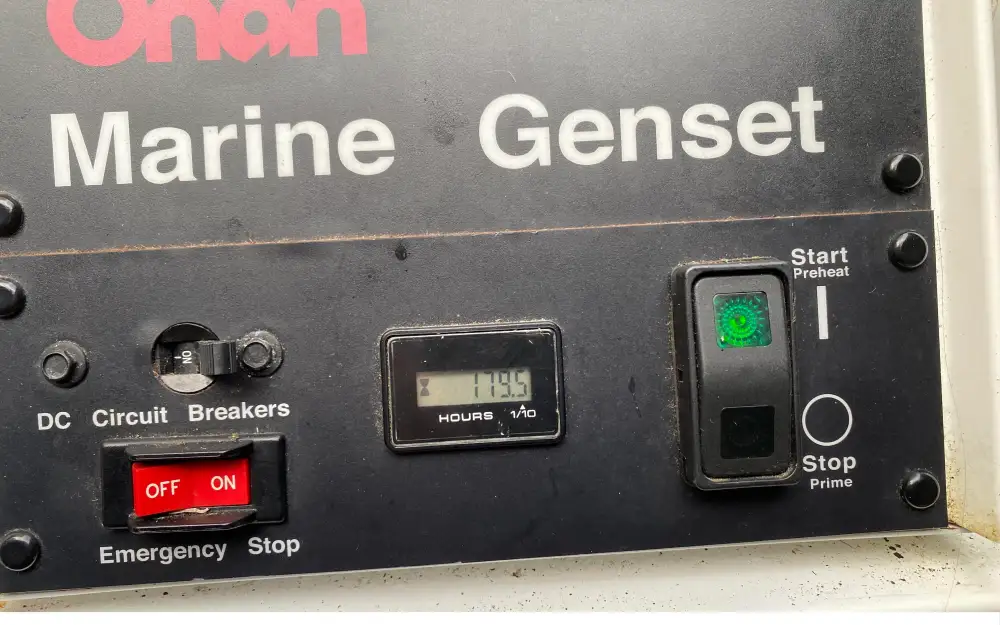 Onan
Marine Genset
Start
Preheat
ON
DC Circuit Breakers
179.5
HOURS 1/10
OFF ON
Stop
Prime
Emergency Stop